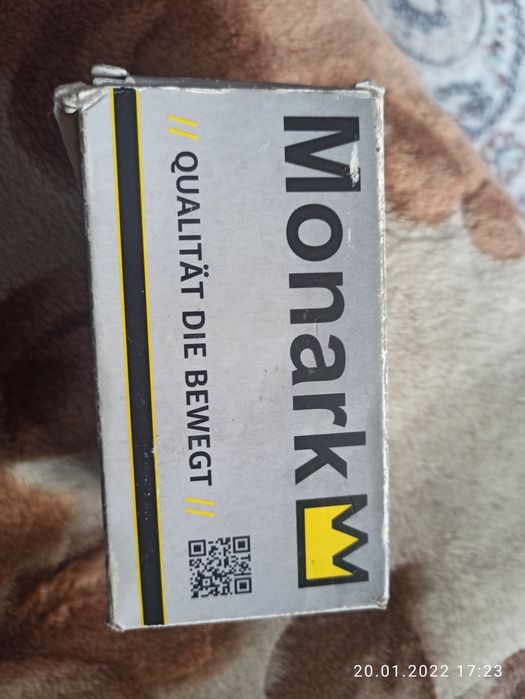 Monark
// QUALITÄT DIE BEWEGT //
20.01.2022 17:23